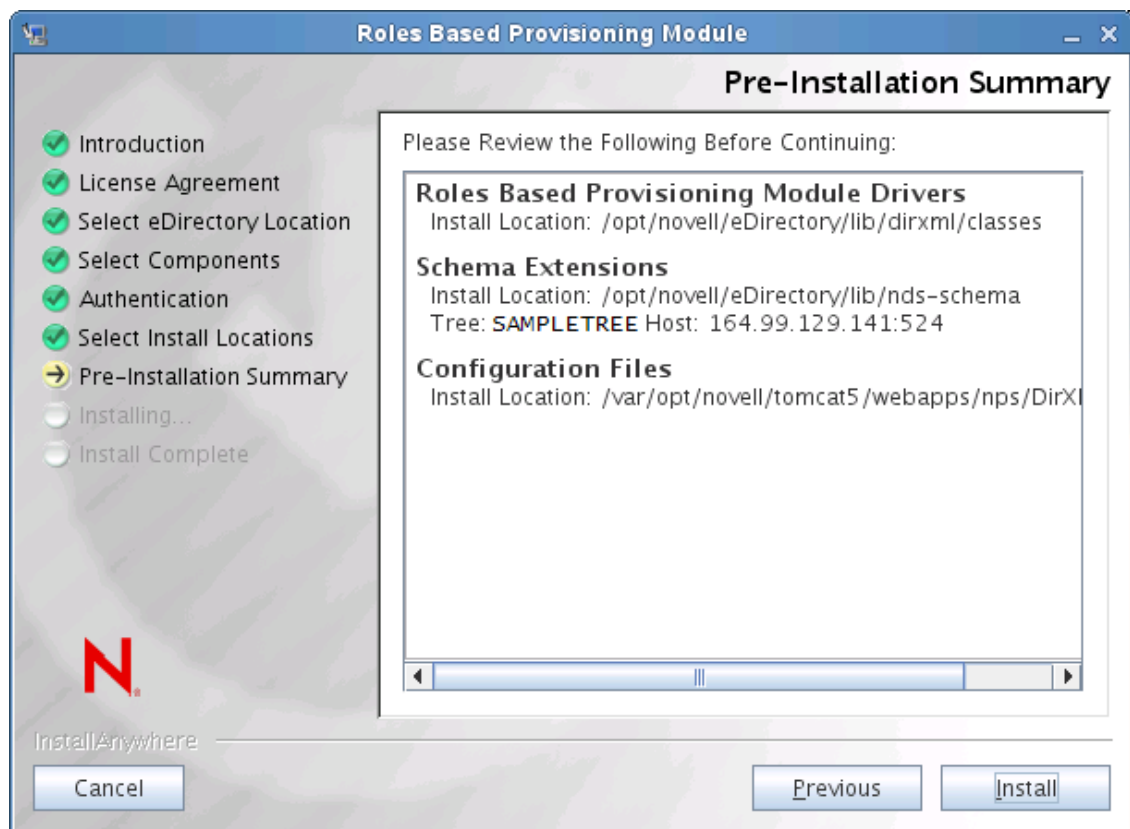 Roles Based Provisioning Module
Pre-Installation Summary
Introduction
License Agreement
Select eDirectory Location
Select Components
Authentication
Select Install Locations
Pre-Installation Summary
Installing...
Install Complete
Please Review the Following Before Continuing:
Roles Based Provisioning Module Drivers
Install Location: /opt/novell/eDirectory/lib/dirxml/classes
Schema Extensions
Install Location: /opt/novell/eDirectory/lib/nds-schema
Tree: SAMPLETREE Host: 164.99.129.141:524
Configuration Files
Install Location: /var/opt/novell/tomcat5/webapps/nps/DirX
N
InstallAnywhere
Cancel
Previous
Install